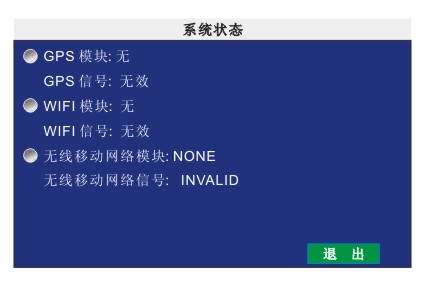 系统状态
GPS 模块: 无
GPS 信号: 无效
WIFI 模块: 无
WIFI 信号: 无效
无线移动网络模块: NONE
无线移动网络信号: INVALID
退 出